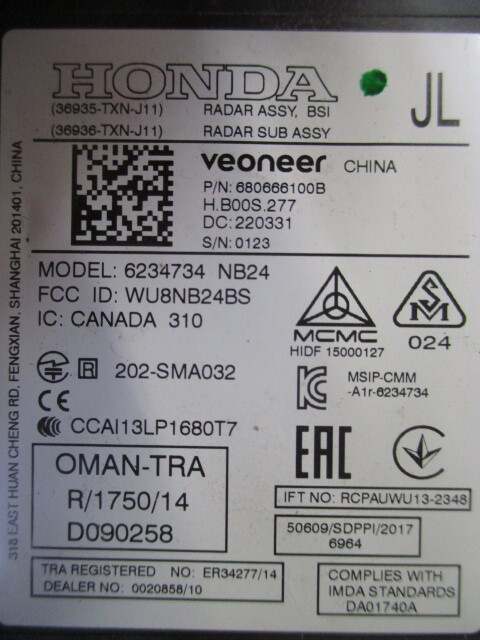 HONDA
JL
(36935-TXN-J11) RADAR ASSY, BSI
(36936-TXN-J11) RADAR SUB ASSY
veoneer CHINA
P/N: 680666100B
H.B00S.277
DC: 220331
S/N: 0123
318 EAST HUAN CHENG RD, FENGXIAN, SHANGHAI 201401, CHINA
MODEL: 6234734 NB24
FCC ID: WU8NB24BS
IC: CANADA 310
MCMC
HIDF 15000127
024
R 202-SMA032
MSIP-CMM
-A1r-6234734
CE
CCAI13LP1680T7
EAC
OMAN-TRA
R/1750/14
D090258
IFT NO: RCPAUWU13-2348
50609/SDPPI/2017
6964
TRA REGISTERED NO: ER34277/14
DEALER NO: 0020858/10
COMPLIES WITH
IMDA STANDARDS
DA01740A